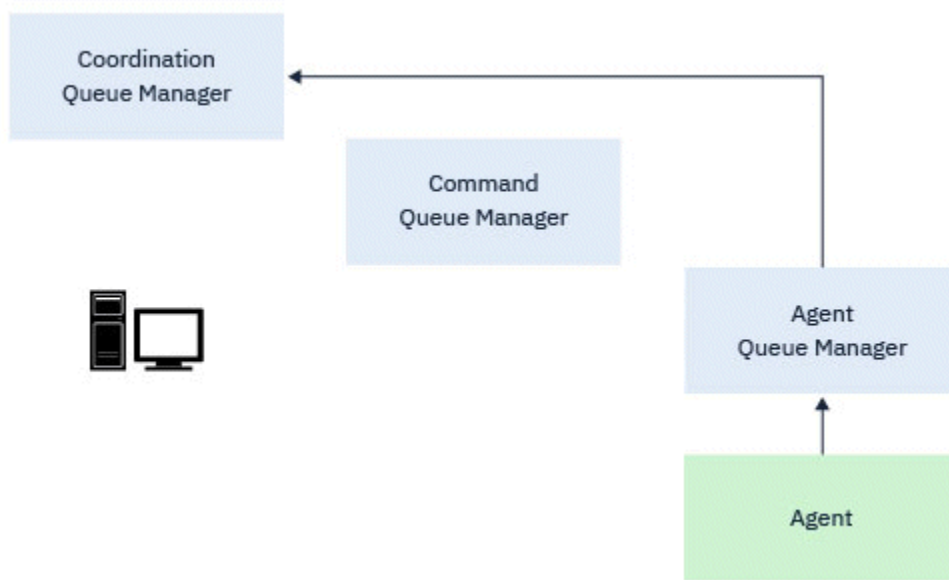 Coordination
Queue Manager
Command
Queue Manager
Agent
Queue Manager
Agent